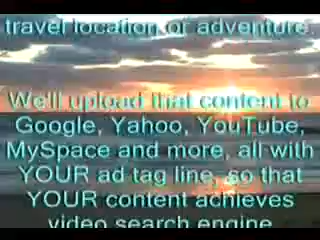 travel location or adventure.
We'll upload that content to
Google, Yahoo, YouTube,
MySpace and more, all with
YOUR ad tag line, so that
YOUR content achieves
video search engine